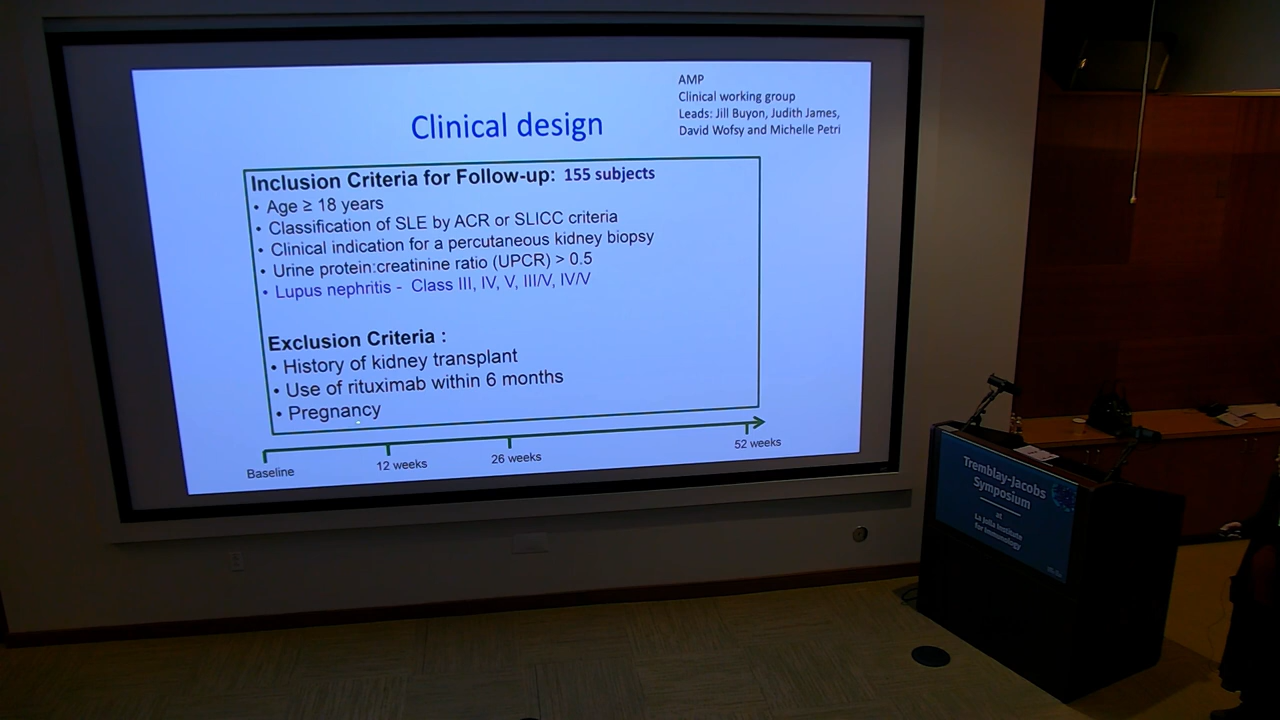 AMP
Clinical working group
Leads: Jill Buyon, Judith James,
David Wofsy and Michelle Petri
Clinical design
Inclusion Criteria for Follow-up: 155 subjects
• Age ≥ 18 years
• Classification of SLE by ACR or SLICC criteria
• Clinical indication for a percutaneous kidney biopsy
• Urine protein:creatinine ratio (UPCR) > 0.5
• Lupus nephritis - Class III, IV, V, III/V, IV/V
Exclusion Criteria :
• History of kidney transplant
• Use of rituximab within 6 months
• Pregnancy
Baseline
12 weeks
26 weeks
52 weeks
Tremblay-Jacobs
Symposium
at
La Jolla Institute
for Immunology